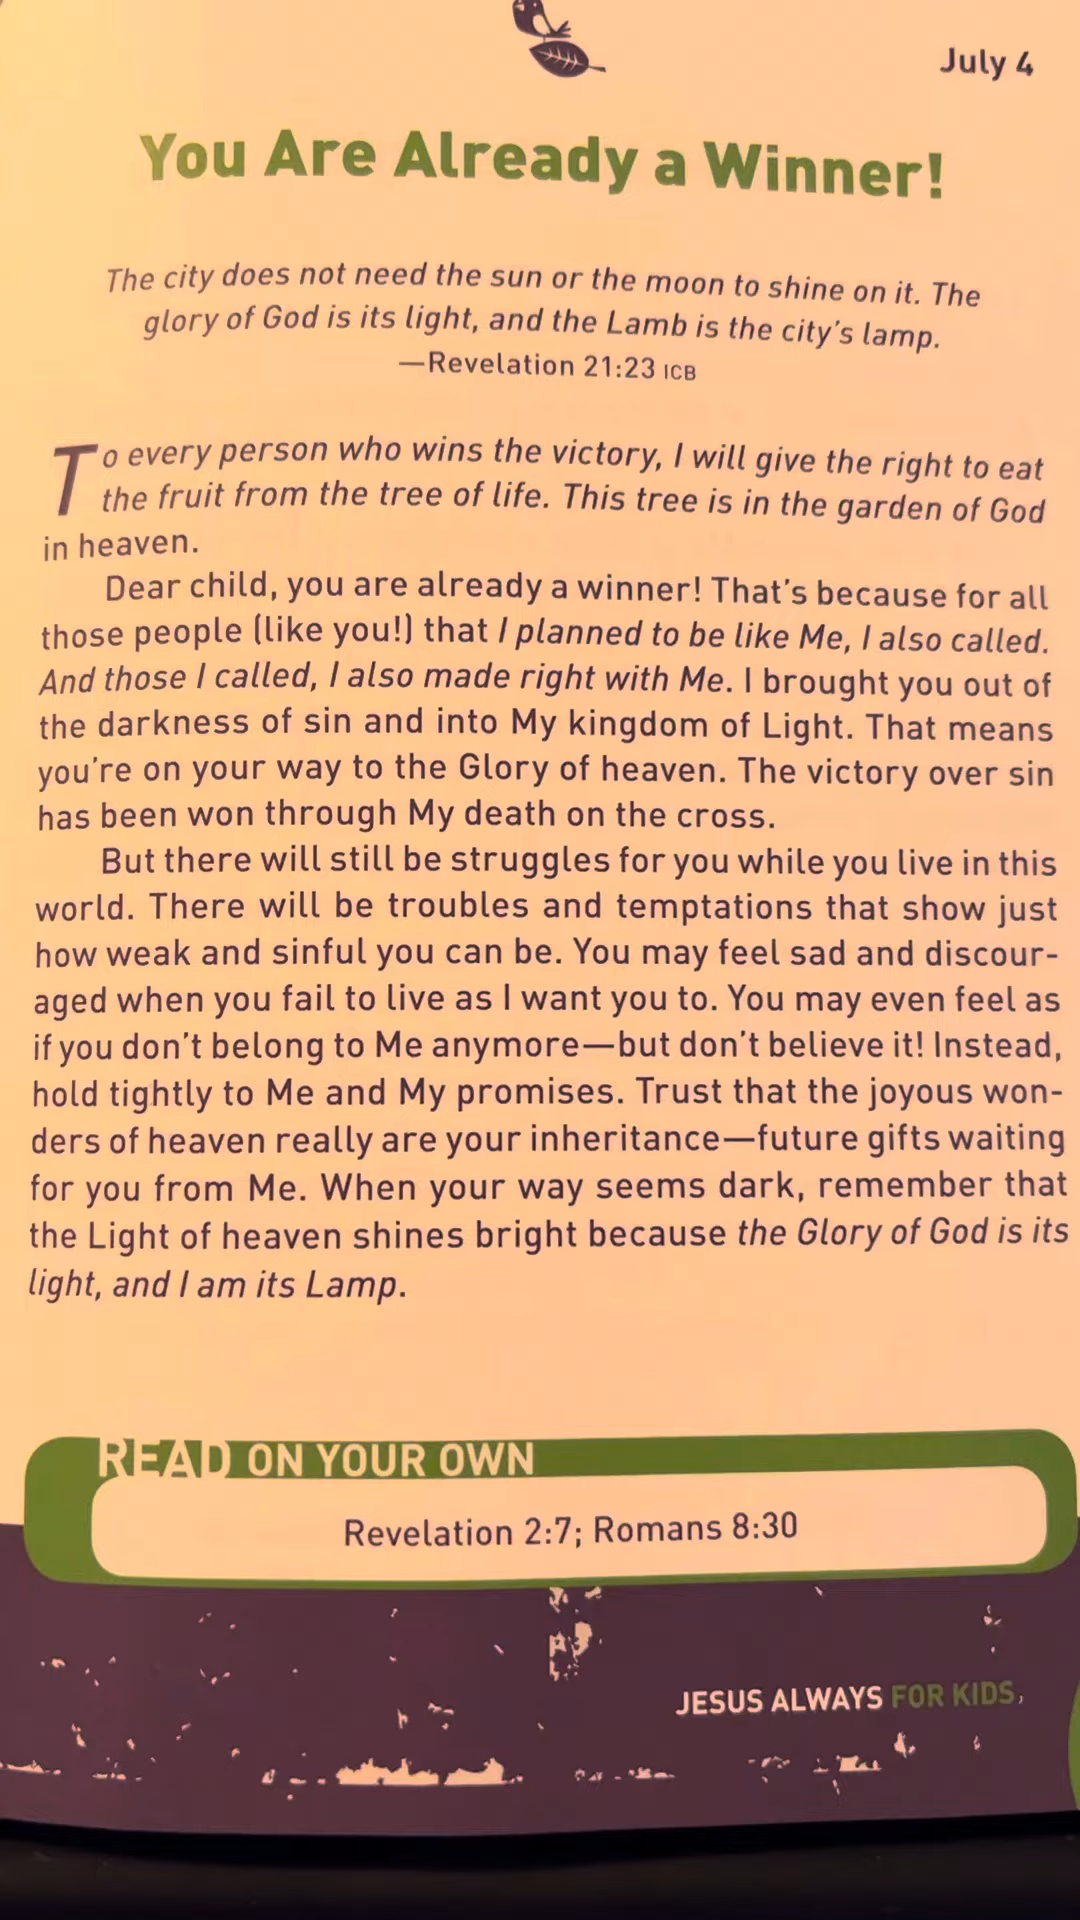 July 4
You Are Already a Winner!
The city does not need the sun or the moon to shine on it. The
glory of God is its light, and the Lamb is the city's lamp.
—Revelation 21:23 ICB
To every person who wins the victory, I will give the right to eat
the fruit from the tree of life. This tree is in the garden of God
in heaven.
Dear child, you are already a winner! That's because for all
those people (like you!) that I planned to be like Me, I also called.
And those I called, I also made right with Me. I brought you out of
the darkness of sin and into My kingdom of Light. That means
you're on your way to the Glory of heaven. The victory over sin
has been won through My death on the cross.
But there will still be struggles for you while you live in this
world. There will be troubles and temptations that show just
how weak and sinful you can be. You may feel sad and discour-
aged when you fail to live as I want you to. You may even feel as
if you don't belong to Me anymore—but don't believe it! Instead,
hold tightly to Me and My promises. Trust that the joyous won-
ders of heaven really are your inheritance—future gifts waiting
for you from Me. When your way seems dark, remember that
the Light of heaven shines bright because the Glory of God is its
light, and I am its Lamp.
READ ON YOUR OWN
Revelation 2:7; Romans 8:30
JESUS ALWAYS FOR KIDS,